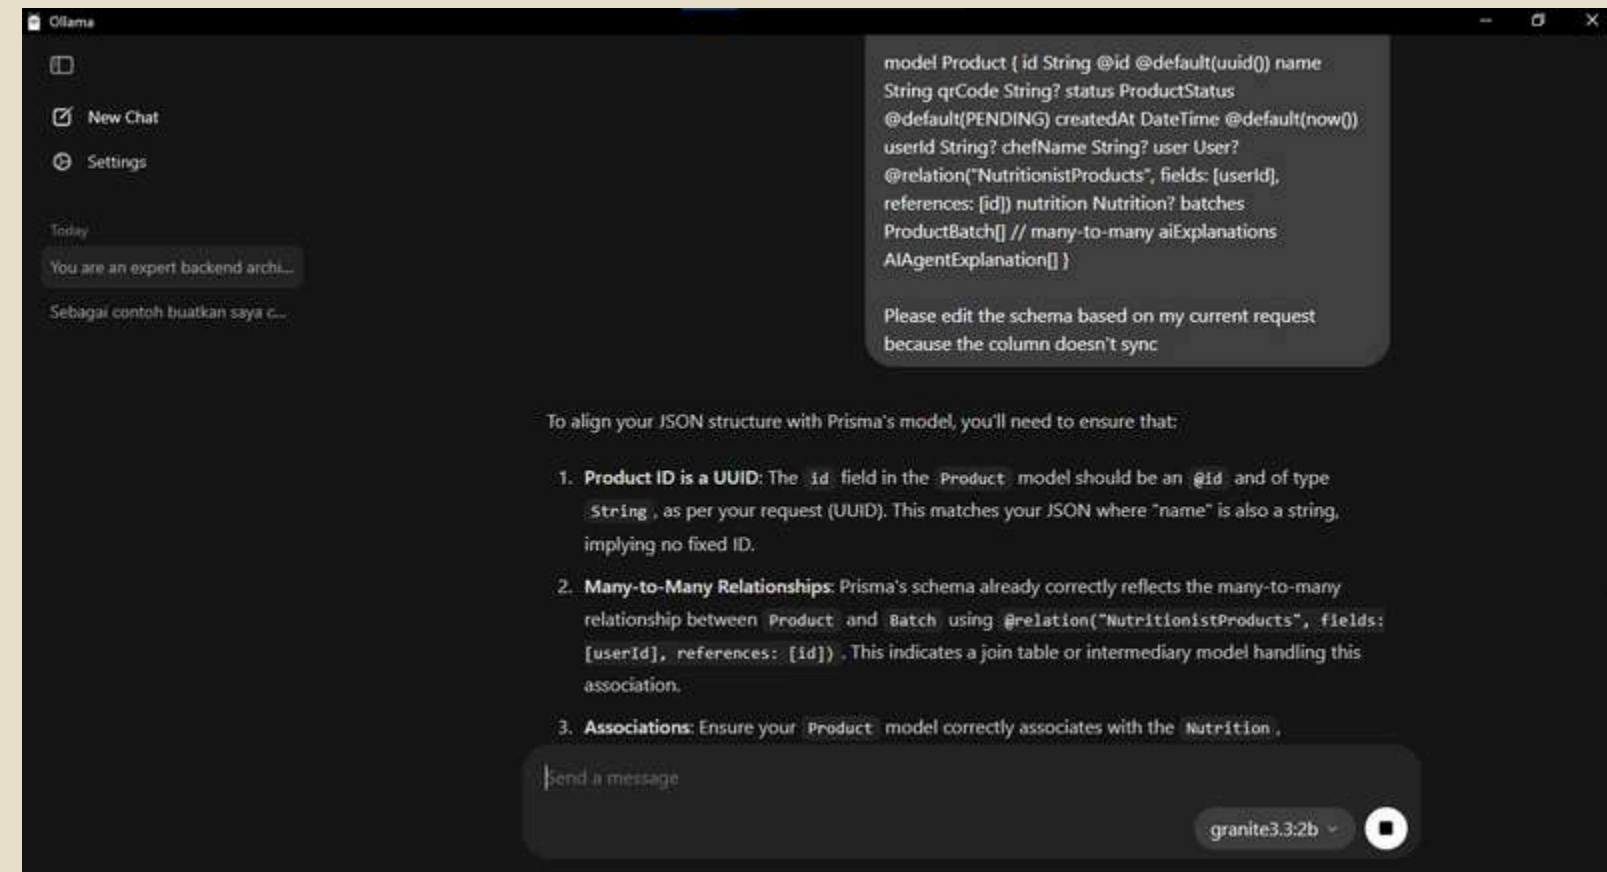 Ollama
New Chat
Settings
Today
You are an expert backend archi...
Sebagai contoh buatkan saya c...
model Product { id String @id @default(uuid()) name
String qrCode String? status ProductStatus
@default(PENDING) createdAt DateTime @default(now())
userId String? chefName String? user User?
@relation("NutritionistProducts", fields: [userId],
references: [id]) nutrition Nutrition? batches
ProductBatch[] // many-to-many aiExplanations
AIAgentExplanation[] }
Please edit the schema based on my current request
because the column doesn't sync
To align your JSON structure with Prisma's model, you'll need to ensure that:
1. Product ID is a UUID: The id field in the Product model should be an @id and of type
String, as per your request (UUID). This matches your JSON where "name" is also a string,
implying no fixed ID.
2. Many-to-Many Relationships: Prisma's schema already correctly reflects the many-to-many
relationship between Product and Batch using @relation("NutritionistProducts", fields:
[userId], references: [id]). This indicates a join table or intermediary model handling this
association.
3. Associations: Ensure your Product model correctly associates with the Nutrition,
Send a message
granite3.3:2b